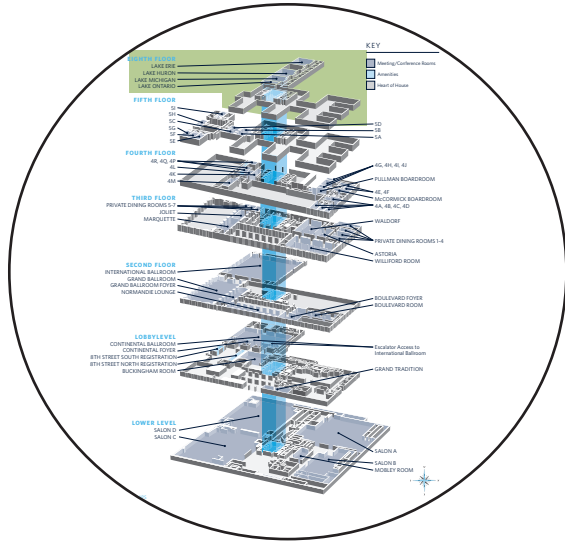 KEY
Meeting/Conference Rooms
Amenities
Heart of House
EIGHTH FLOOR
LAKE ERIE
LAKE HURON
LAKE MICHIGAN
LAKE ONTARIO
FIFTH FLOOR
5J
5H
5C
5G
5F
5E
5D
5B
5A
FOURTH FLOOR
4R, 4Q, 4P
4L
4K
4M
4G, 4H, 4I, 4J
PULLMAN BOARDROOM
4E, 4F
McCORMICK BOARDROOM
4A, 4B, 4C, 4D
THIRD FLOOR
PRIVATE DINING ROOMS 5-7
JOLIET
MARQUETTE
WALDORF
PRIVATE DINING ROOMS 1-4
ASTORIA
WILLIFORD ROOM
SECOND FLOOR
INTERNATIONAL BALLROOM
GRAND BALLROOM
GRAND BALLROOM FOYER
NORMANDIE LOUNGE
BOULEVARD FOYER
BOULEVARD ROOM
LOBBY LEVEL
CONTINENTAL BALLROOM
CONTINENTAL FOYER
8TH STREET SOUTH REGISTRATION
8TH STREET NORTH REGISTRATION
BUCKINGHAM ROOM
Escalator Access to
International Ballroom
GRAND TRADITION
LOWER LEVEL
SALON D
SALON C
SALON A
SALON B
MOBLEY ROOM